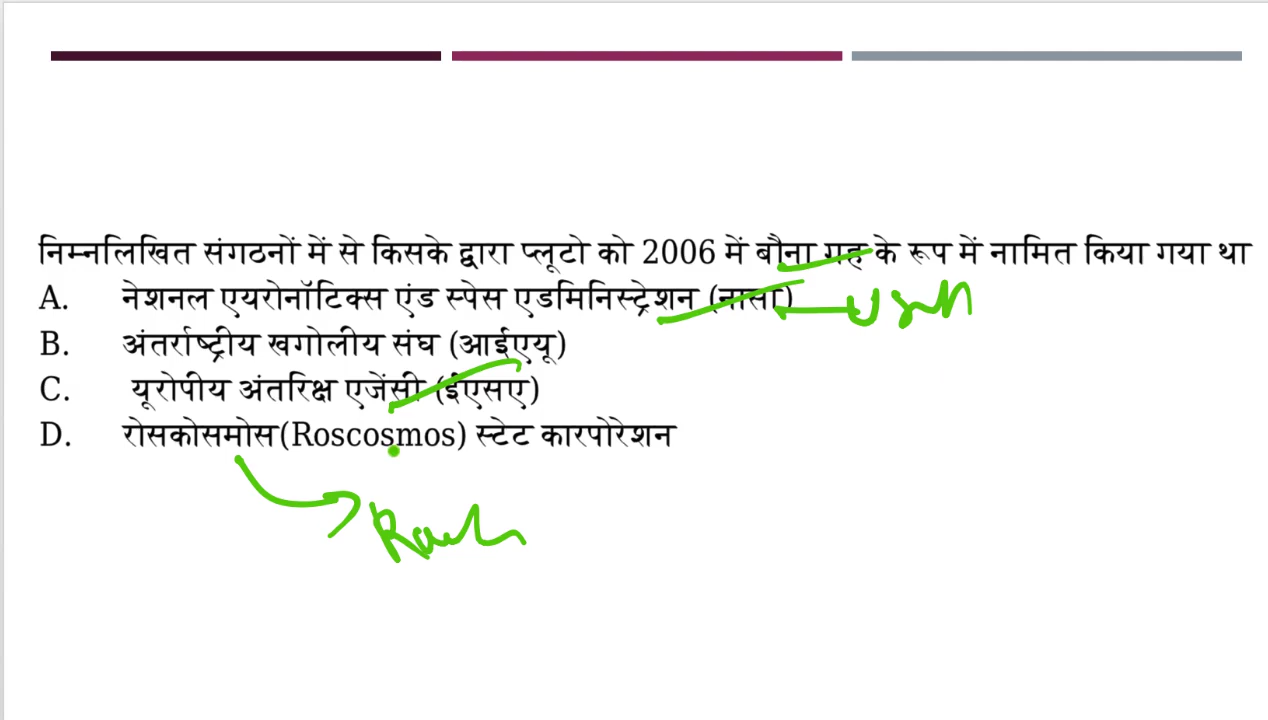 निम्नलिखित संगठनों में से किसके द्वारा प्लूटो को 2006 में बौना ग्रह के रूप में नामित किया गया था
A. नेशनल एयरोनॉटिक्स एंड स्पेस एडमिनिस्ट्रेशन (नासा)
B. अंतर्राष्ट्रीय खगोलीय संघ (आईएयू)
C. यूरोपीय अंतरिक्ष एजेंसी (ईएसए)
D. रोसकोसमोस(Roscosmos) स्टेट कारपोरेशन